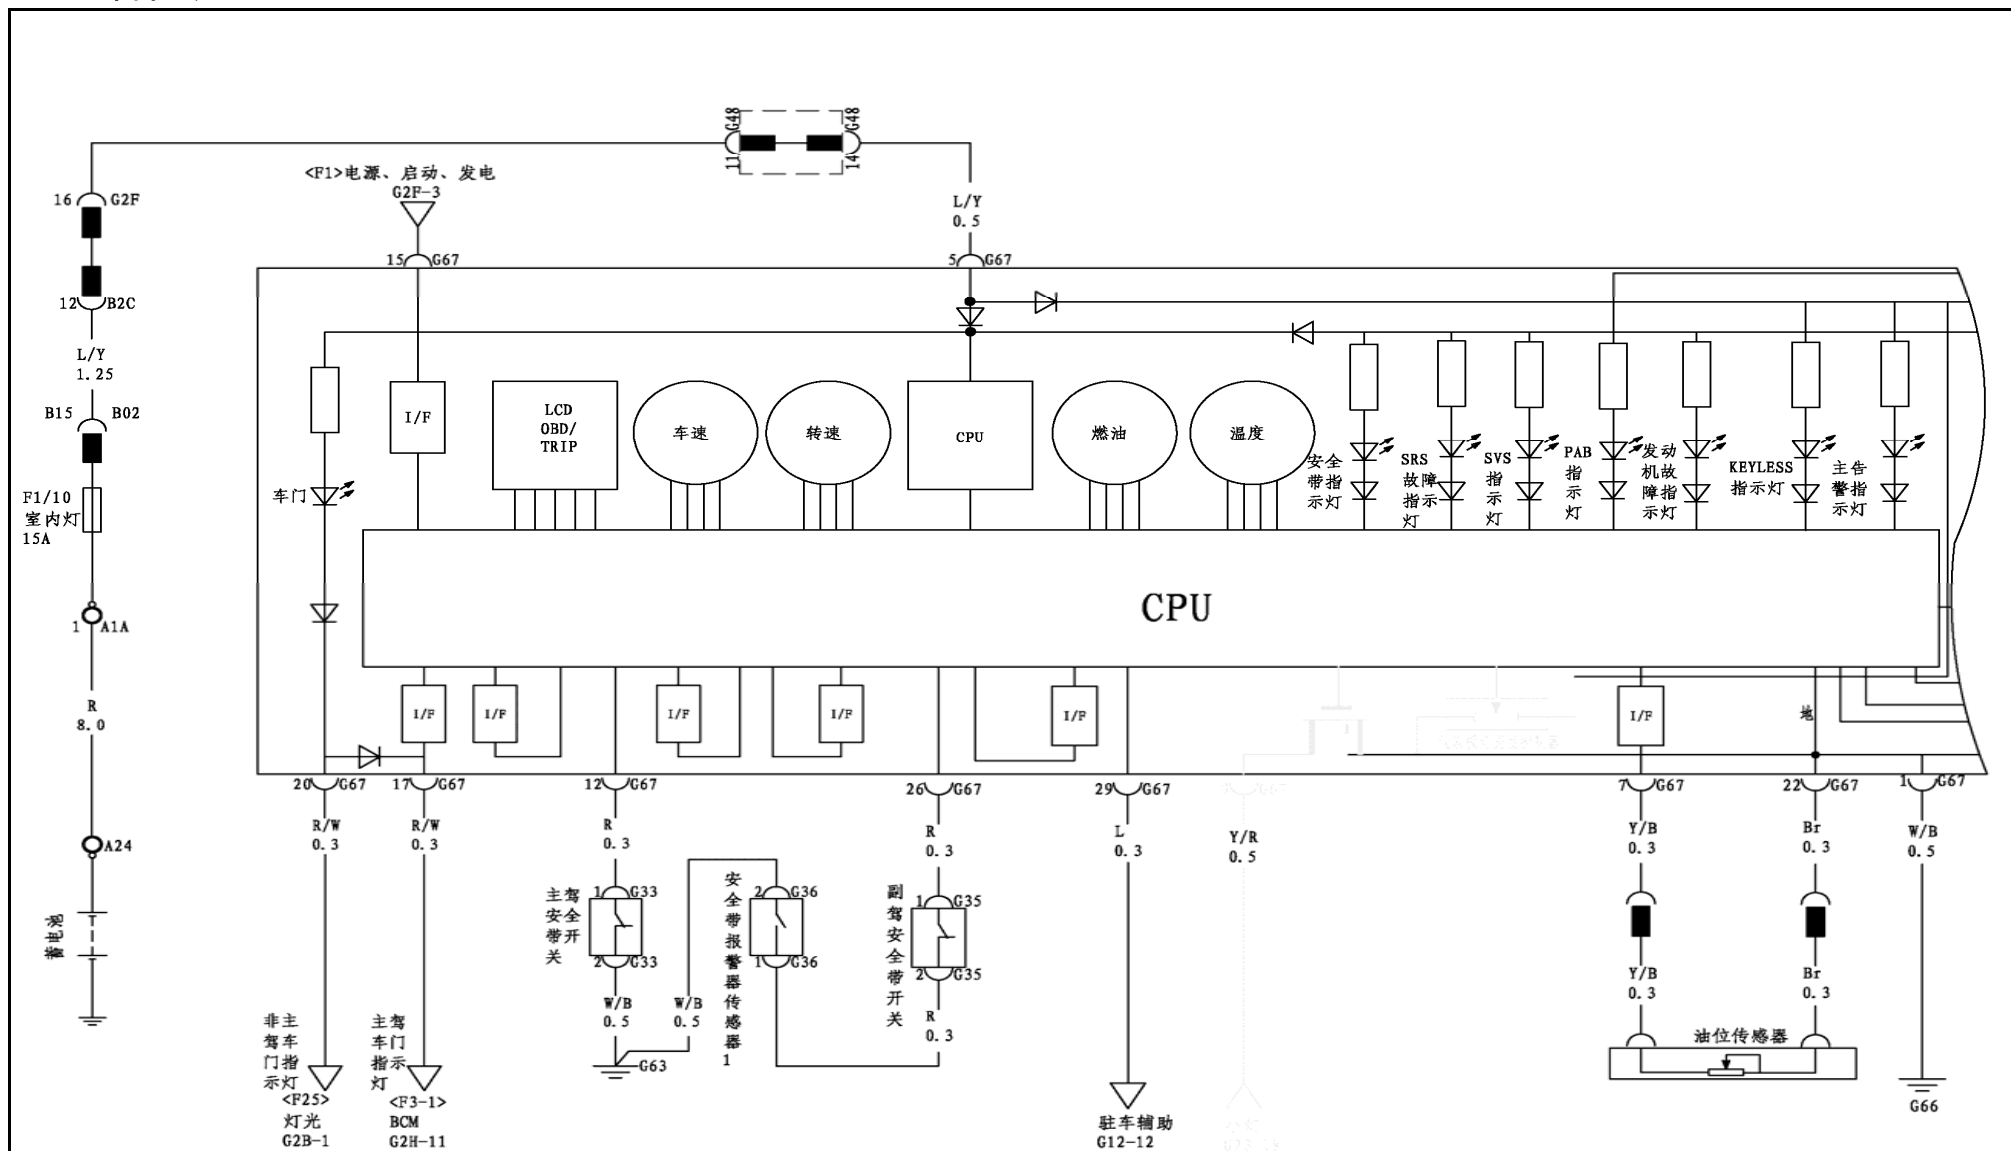 G48
G48
11
14
<F1>电源、启动、发电
G2F-3
16 G2F
L/Y
0.5
15 G67
5 G67
12 B2C
L/Y
1.25
B15 B02
F1/10
室内灯
15A
1 A1A
R
8.0
A24
蓄电池
车门
I/F
LCD
OBD/
TRIP
车速
转速
CPU
燃油
温度
安全
带指
示灯
SRS
故障
指示
灯
SVS
指
示
灯
PAB
指
示
灯
发动
机故
障指
示灯
KEYLESS
指示灯
主告
警指
示灯
CPU
I/F
I/F
I/F
I/F
I/F
I/F
地
20 G67
17 G67
12 G67
26 G67
29 G67
7 G67
22 G67
1 G67
R/W
0.3
R/W
0.3
R
0.3
R
0.3
L
0.3
Y/R
0.5
Y/B
0.3
Br
0.3
W/B
0.5
主驾
安全
带开
关
1 G33
2 G33
W/B
0.5
W/B
0.5
G63
安
全
带
报
警
器
传
感
器
1
2 G36
1 G36
副
驾
安
全
带
开
关
1 G35
2 G35
R
0.3
Y/B
0.3
Br
0.3
油位传感器
G66
非主
驾车
门指
示灯
<F25>
灯光
G2B-1
主驾
车门
指示
灯
<F3-1>
BCM
G2H-11
驻车辅助
G12-12